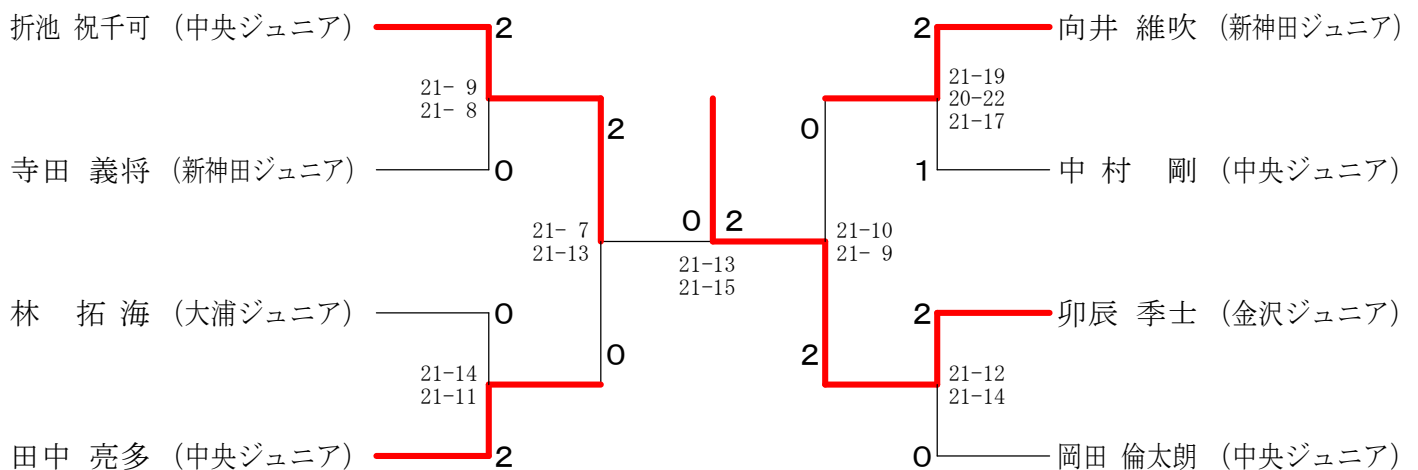 折池 祝千可 (中央ジュニア) 2 2 向井 維吹 (新神田ジュニア)
21- 9 21-19
21- 8 20-22
2 0 21-17
寺田 義将 (新神田ジュニア) 0 1 中 村 剛 (中央ジュニア)
0 2
21- 7 21-10
21-13 21- 9
21-13
21-15
林 拓 海 (大浦ジュニア) 0 2 卯辰 季士 (金沢ジュニア)
0 2
21-14 21-12
21-11 21-14
田中 亮多 (中央ジュニア) 2 0 岡田 倫太朗 (中央ジュニア)